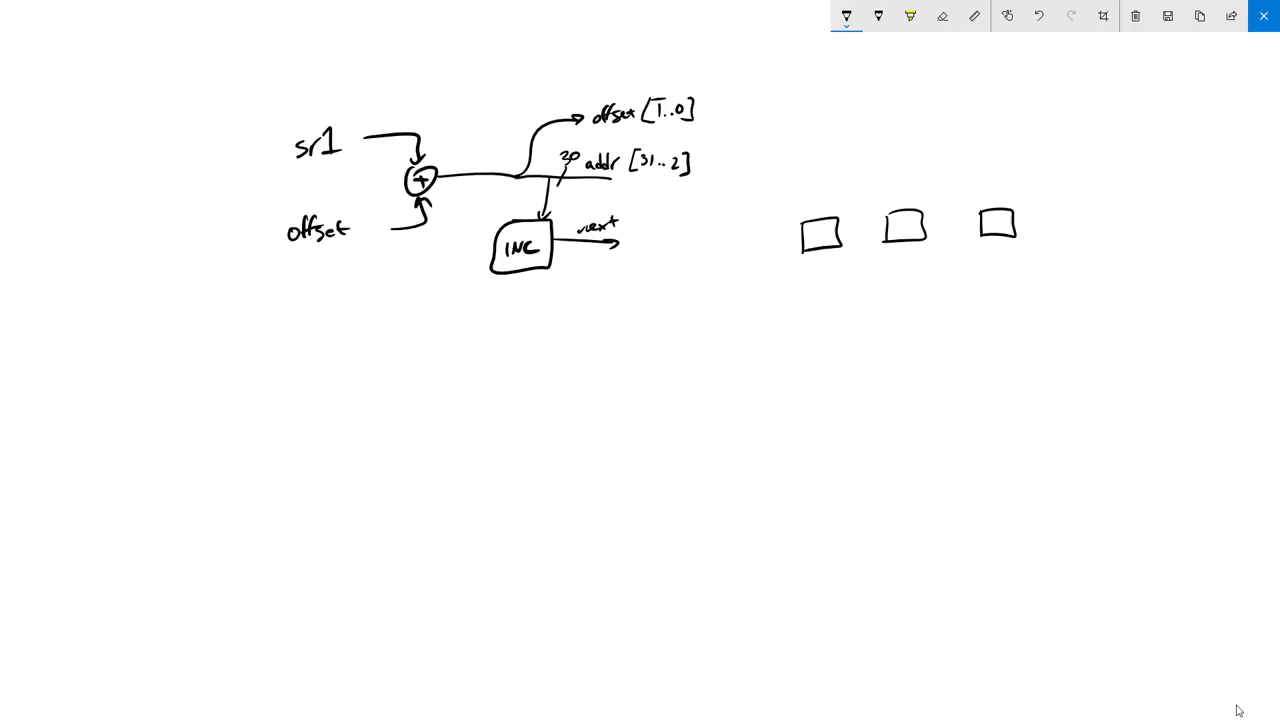 offset [1..0]
sr1
30 addr [31..2]
+
offset
next
INC